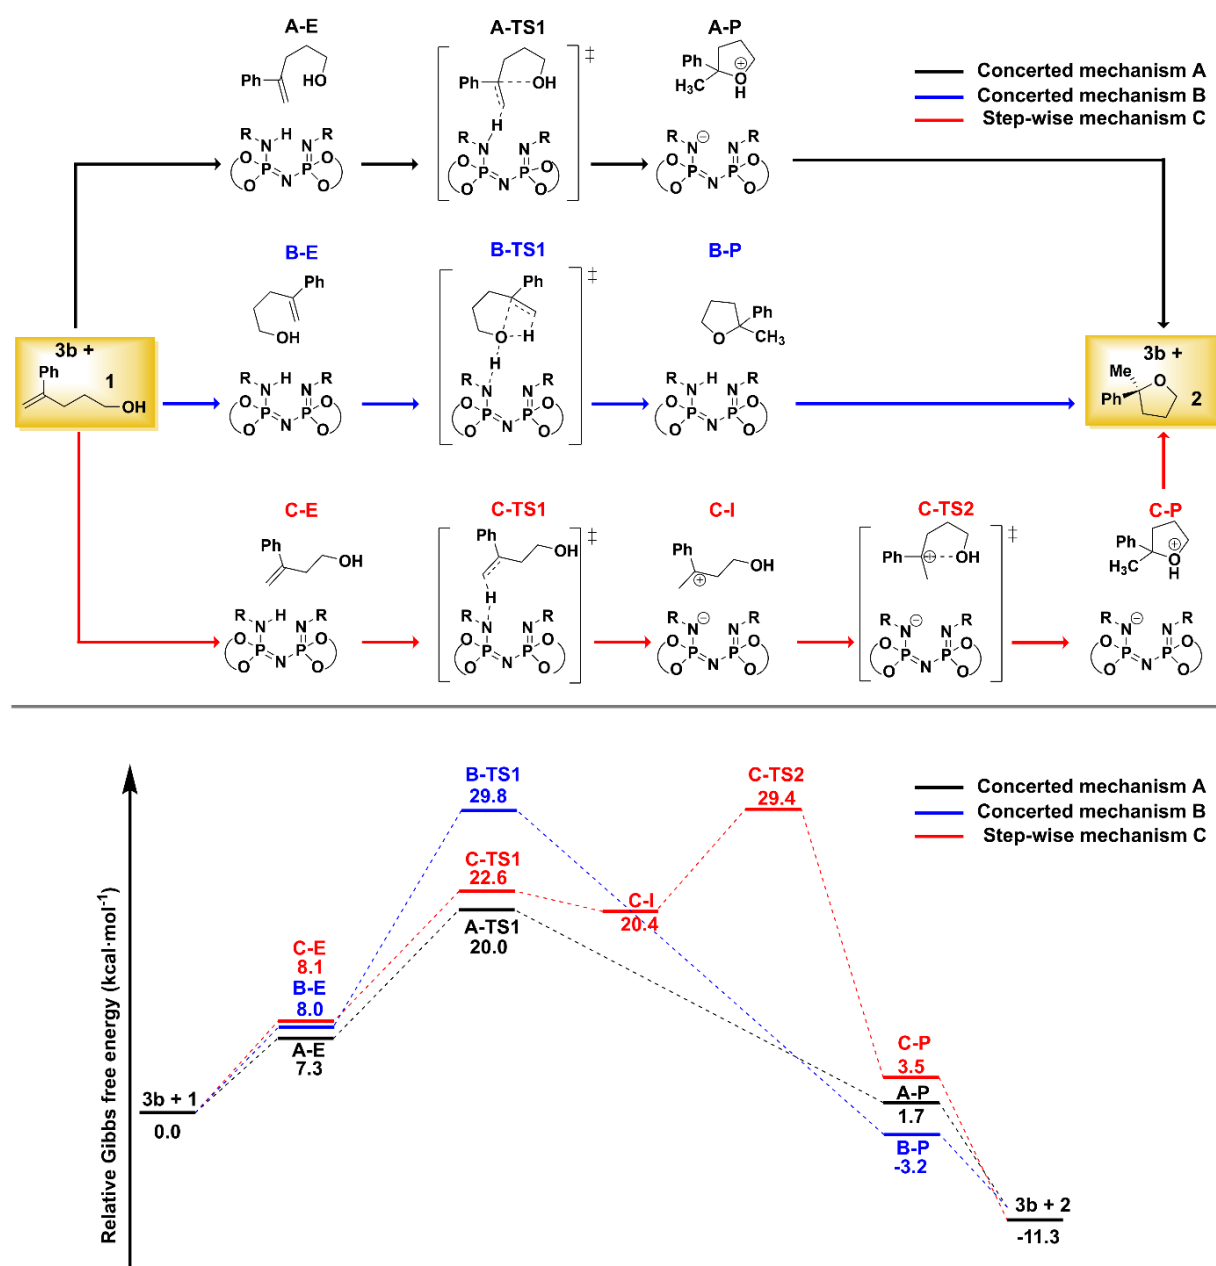 A-E
A-TS1
A-P
Ph
HO
Ph
OH
‡
Ph
H₃C
O
H
⊕
Concerted mechanism A
Concerted mechanism B
Step-wise mechanism C
R
N
H
R
N
O
O
P
N
P
O
O
H
R
N
R
N
O
O
P
N
P
O
O
R
N
⊖
R
N
O
O
P
N
P
O
O
B-E
B-TS1
B-P
Ph
OH
Ph
O
H
‡
H
Ph
O
CH₃
3b +
Ph
1
OH
R
N
H
R
N
O
O
P
N
P
O
O
R
N
R
N
O
O
P
N
P
O
O
R
N
H
R
N
O
O
P
N
P
O
O
3b +
Me
O
Ph
2
C-E
C-TS1
C-I
C-TS2
C-P
Ph
OH
Ph
OH
‡
Ph
OH
⊕
Ph
⊕
OH
‡
Ph
H₃C
O
H
⊕
R
N
H
R
N
O
O
P
N
P
O
O
H
R
N
R
N
O
O
P
N
P
O
O
R
N
⊖
R
N
O
O
P
N
P
O
O
R
N
⊖
R
N
O
O
P
N
P
O
O
R
N
⊖
R
N
O
O
P
N
P
O
O
Relative Gibbs free energy (kcal·mol⁻¹)
Concerted mechanism A
Concerted mechanism B
Step-wise mechanism C
B-TS1
29.8
C-TS2
29.4
C-TS1
22.6
A-TS1
20.0
C-I
20.4
C-E
8.1
B-E
8.0
A-E
7.3
3b + 1
0.0
C-P
3.5
A-P
1.7
B-P
-3.2
3b + 2
-11.3